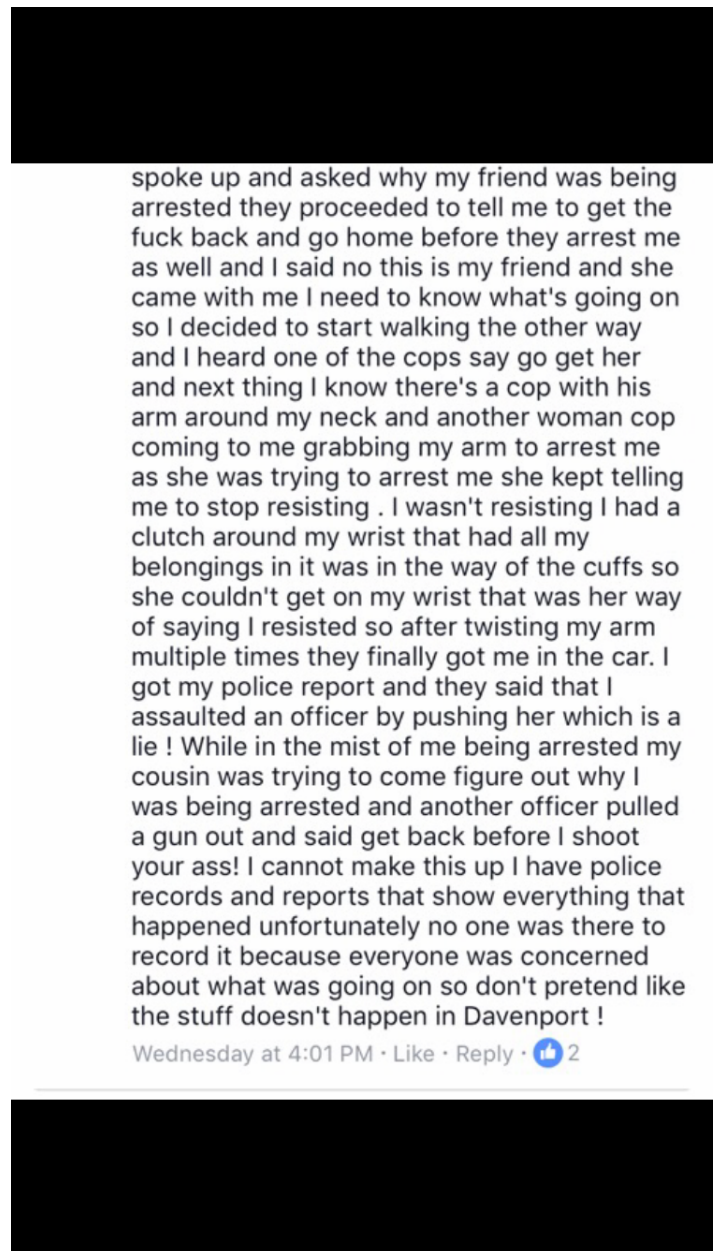 spoke up and asked why my friend was being
arrested they proceeded to tell me to get the
fuck back and go home before they arrest me
as well and I said no this is my friend and she
came with me I need to know what's going on
so I decided to start walking the other way
and I heard one of the cops say go get her
and next thing I know there's a cop with his
arm around my neck and another woman cop
coming to me grabbing my arm to arrest me
as she was trying to arrest me she kept telling
me to stop resisting . I wasn't resisting I had a
clutch around my wrist that had all my
belongings in it was in the way of the cuffs so
she couldn't get on my wrist that was her way
of saying I resisted so after twisting my arm
multiple times they finally got me in the car. I
got my police report and they said that I
assaulted an officer by pushing her which is a
lie ! While in the mist of me being arrested my
cousin was trying to come figure out why I
was being arrested and another officer pulled
a gun out and said get back before I shoot
your ass! I cannot make this up I have police
records and reports that show everything that
happened unfortunately no one was there to
record it because everyone was concerned
about what was going on so don't pretend like
the stuff doesn't happen in Davenport !
Wednesday at 4:01 PM · Like · Reply · 2